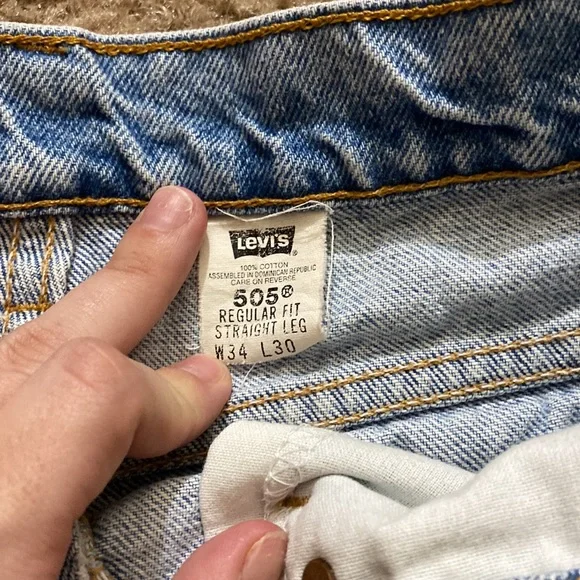 LEVI'S ®
100% COTTON
ASSEMBLED IN DOMINICAN REPUBLIC
CARE ON REVERSE
505®
REGULAR FIT
STRAIGHT LEG
W34 L30